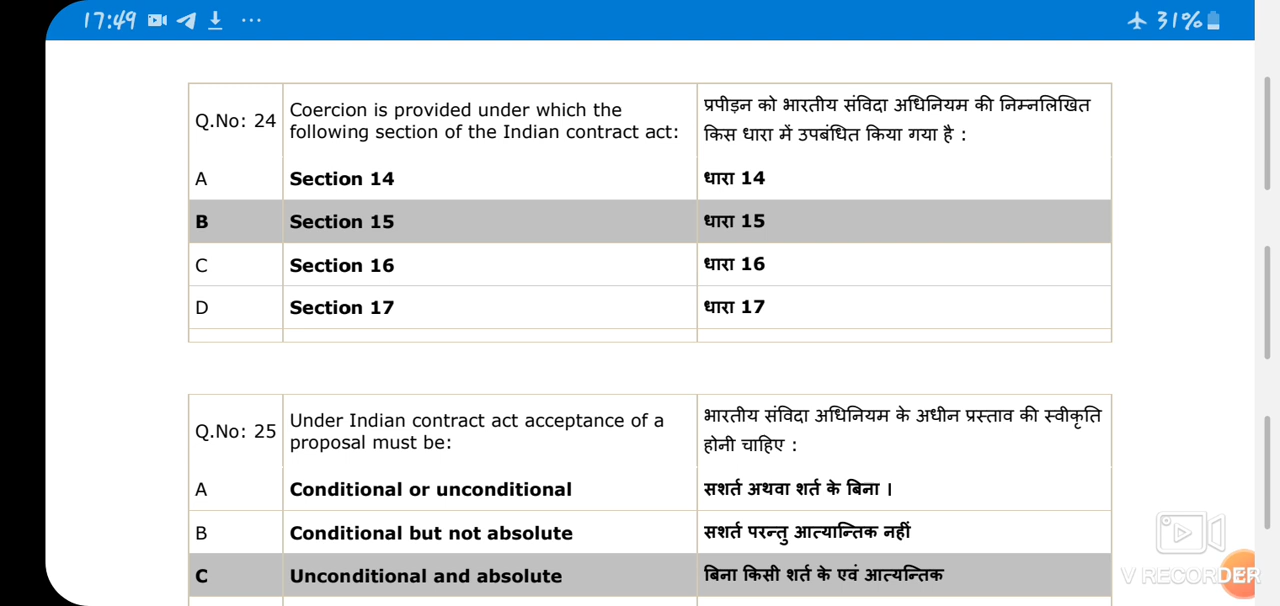 17:49
31%
Q.No: 24
Coercion is provided under which the
following section of the Indian contract act:
प्रपीड़न को भारतीय संविदा अधिनियम की निम्नलिखित
किस धारा में उपबंधित किया गया है :
A
Section 14
धारा 14
B
Section 15
धारा 15
C
Section 16
धारा 16
D
Section 17
धारा 17
Q.No: 25
Under Indian contract act acceptance of a
proposal must be:
भारतीय संविदा अधिनियम के अधीन प्रस्ताव की स्वीकृति
होनी चाहिए :
A
Conditional or unconditional
सशर्त अथवा शर्त के बिना ।
B
Conditional but not absolute
सशर्त परन्तु आत्यान्तिक नहीं
C
Unconditional and absolute
बिना किसी शर्त के एवं आत्यन्तिक
V RECORDER